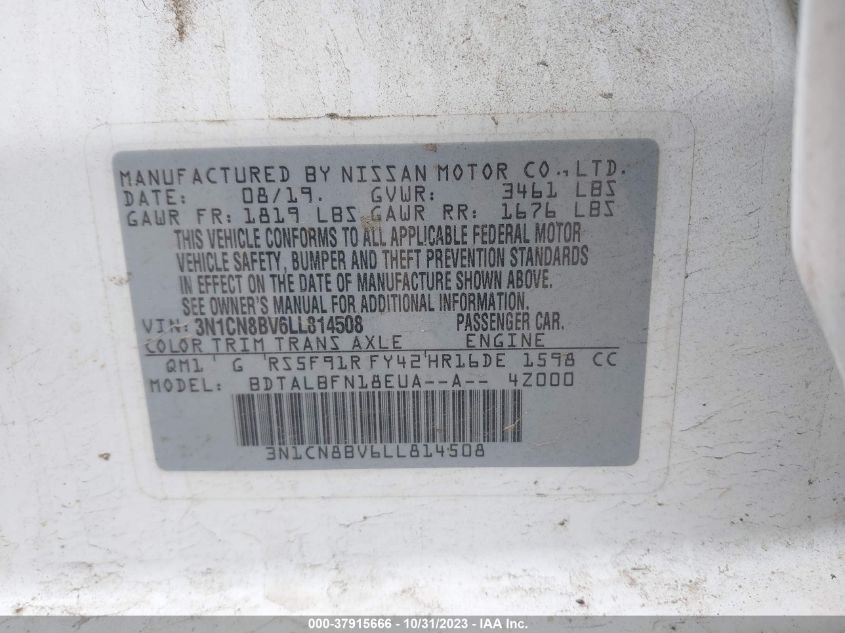 MANUFACTURED BY NISSAN MOTOR CO.,LTD.
DATE: 08/19. GVWR: 3461 LBS
GAWR FR: 1819 LBS GAWR RR: 1676 LBS
THIS VEHICLE CONFORMS TO ALL APPLICABLE FEDERAL MOTOR
VEHICLE SAFETY, BUMPER AND THEFT PREVENTION STANDARDS
IN EFFECT ON THE DATE OF MANUFACTURE SHOWN ABOVE.
SEE OWNER'S MANUAL FOR ADDITIONAL INFORMATION.
VIN: 3N1CN8BV6LL814508 PASSENGER CAR.
COLOR TRIM TRANS AXLE ENGINE
QM1 G RS5F91R FY42 HR16DE 1598 CC
MODEL: BDTALBFN18EUA--A-- 4Z000
3N1CN8BV6LL814508
000-37915666 - 10/31/2023 - IAAI.com